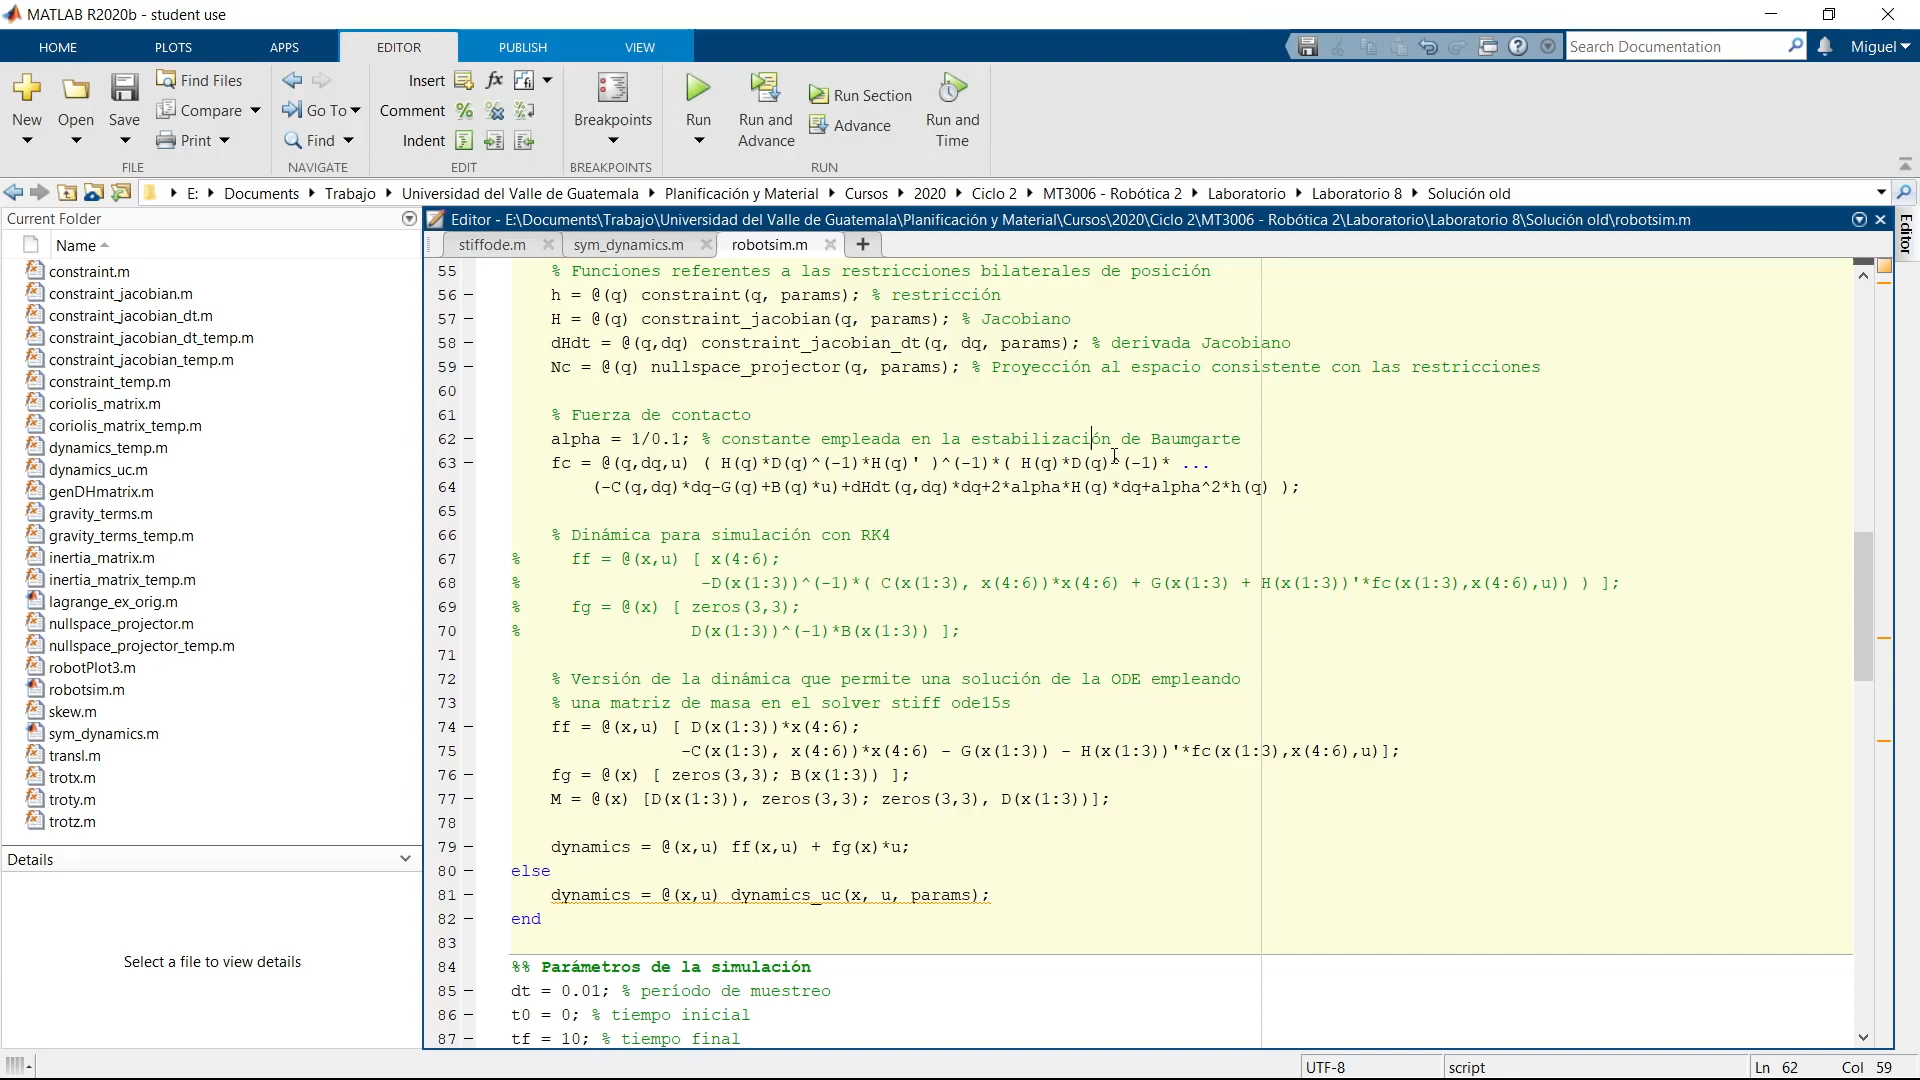 MATLAB R2020b - student use
HOME PLOTS APPS EDITOR PUBLISH VIEW Search Documentation Miguel
Find Files
Insert fx
Compare
Go To
Comment
Run Section
New Open Save
Breakpoints Run Run and Advance
Advance
Run and Time
Print
Find
Indent
FILE NAVIGATE EDIT BREAKPOINTS RUN
E: Documents Trabajo Universidad del Valle de Guatemala Planificación y Material Cursos 2020 Ciclo 2 MT3006 - Robótica 2 Laboratorio Laboratorio 8 Solución old
Current Folder
Name
constraint.m
constraint_jacobian.m
constraint_jacobian_dt.m
constraint_jacobian_dt_temp.m
constraint_jacobian_temp.m
constraint_temp.m
coriolis_matrix.m
coriolis_matrix_temp.m
dynamics_temp.m
dynamics_uc.m
genDHmatrix.m
gravity_terms.m
gravity_terms_temp.m
inertia_matrix.m
inertia_matrix_temp.m
lagrange_ex_orig.m
nullspace_projector.m
nullspace_projector_temp.m
robotPlot3.m
robotsim.m
skew.m
sym_dynamics.m
transl.m
trotx.m
troty.m
trotz.m
Details
Select a file to view details
Editor - E:\Documents\Trabajo\Universidad del Valle de Guatemala\Planificación y Material\Cursos\2020\Ciclo 2\MT3006 - Robótica 2\Laboratorio\Laboratorio 8\Solución old\robotsim.m
Editor
stiffode.m sym_dynamics.m robotsim.m
55 % Funciones referentes a las restricciones bilaterales de posición
56 – h = @(q) constraint(q, params); % restricción
57 – H = @(q) constraint_jacobian(q, params); % Jacobiano
58 – dHdt = @(q,dq) constraint_jacobian_dt(q, dq, params); % derivada Jacobiano
59 – Nc = @(q) nullspace_projector(q, params); % Proyección al espacio consistente con las restricciones
60
61 % Fuerza de contacto
62 – alpha = 1/0.1; % constante empleada en la estabilización de Baumgarte
63 – fc = @(q,dq,u) ( H(q)*D(q)^(-1)*H(q)' )^(-1)*( H(q)*D(q)^(-1)* ...
64 (-C(q,dq)*dq-G(q)+B(q)*u)+dHdt(q,dq)*dq+2*alpha*H(q)*dq+alpha^2*h(q) );
65
66 % Dinámica para simulación con RK4
67 % ff = @(x,u) [ x(4:6);
68 % -D(x(1:3))^(-1)*( C(x(1:3), x(4:6))*x(4:6) + G(x(1:3) + H(x(1:3))'*fc(x(1:3),x(4:6),u)) ) ];
69 % fg = @(x) [ zeros(3,3);
70 % D(x(1:3))^(-1)*B(x(1:3)) ];
71
72 % Versión de la dinámica que permite una solución de la ODE empleando
73 % una matriz de masa en el solver stiff ode15s
74 – ff = @(x,u) [ D(x(1:3))*x(4:6);
75 -C(x(1:3), x(4:6))*x(4:6) - G(x(1:3)) - H(x(1:3))'*fc(x(1:3),x(4:6),u)];
76 – fg = @(x) [ zeros(3,3); B(x(1:3)) ];
77 – M = @(x) [D(x(1:3)), zeros(3,3); zeros(3,3), D(x(1:3))];
78
79 – dynamics = @(x,u) ff(x,u) + fg(x)*u;
80 – else
81 – dynamics = @(x,u) dynamics_uc(x, u, params);
82 – end
83
84 %% Parámetros de la simulación
85 – dt = 0.01; % período de muestreo
86 – t0 = 0; % tiempo inicial
87 – tf = 10; % tiempo final
UTF-8 script Ln 62 Col 59